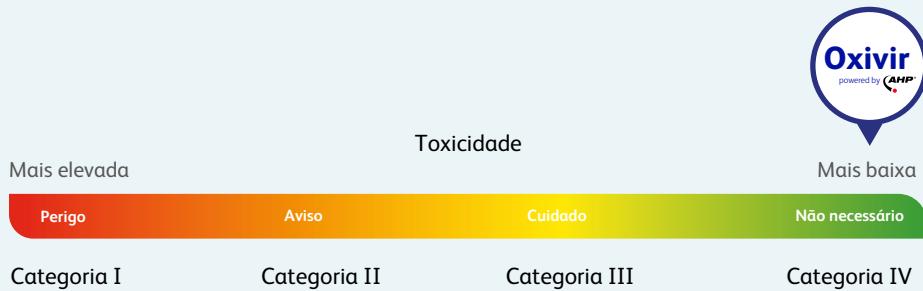 Oxivir
powered by AHP®
Toxicidade
Mais elevada
Mais baixa
Perigo
Aviso
Cuidado
Não necessário
Categoria I
Categoria II
Categoria III
Categoria IV